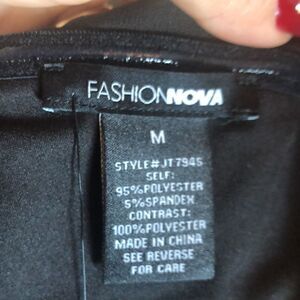 FASHIONNOVA
M
STYLE#JT7945
SELF:
95%POLYESTER
5%SPANDEX
CONTRAST:
100%POLYESTER
MADE IN CHINA
SEE REVERSE
FOR CARE